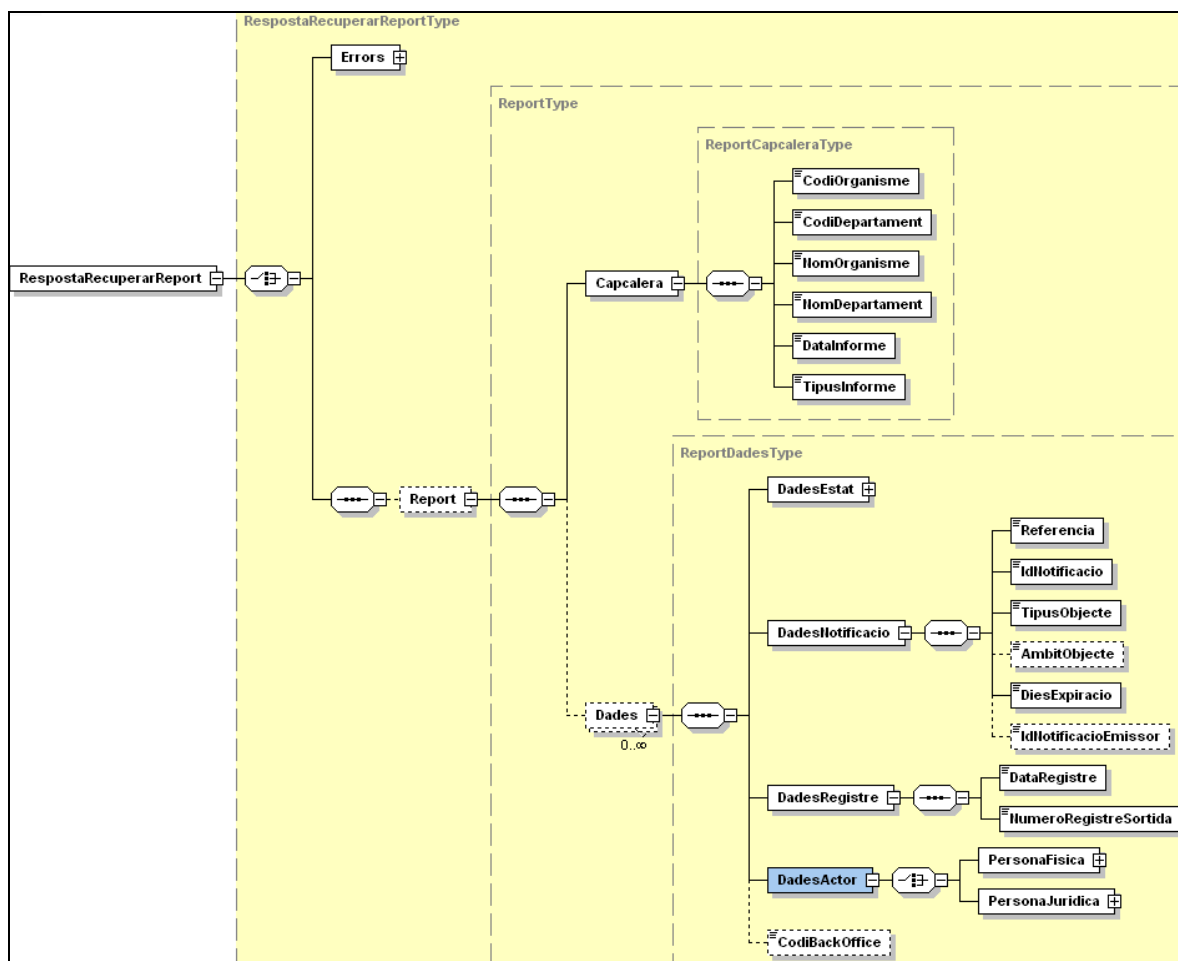 RespostaRecuperarReportType
Errors
ReportType
ReportCapcaleraType
CodiOrganisme
CodiDepartament
NomOrganisme
RespostaRecuperarReport
Capcalera
NomDepartament
DataInforme
TipusInforme
ReportDadesType
DadesEstat
Report
Referencia
IdNotificacio
TipusObjecte
DadesNotificacio
AmbitObjecte
DiesExpiracio
Dades
IdNotificacioEmissor
0..∞
DataRegistre
DadesRegistre
NumeroRegistreSortida
PersonaFisica
DadesActor
PersonaJuridica
CodiBackOffice